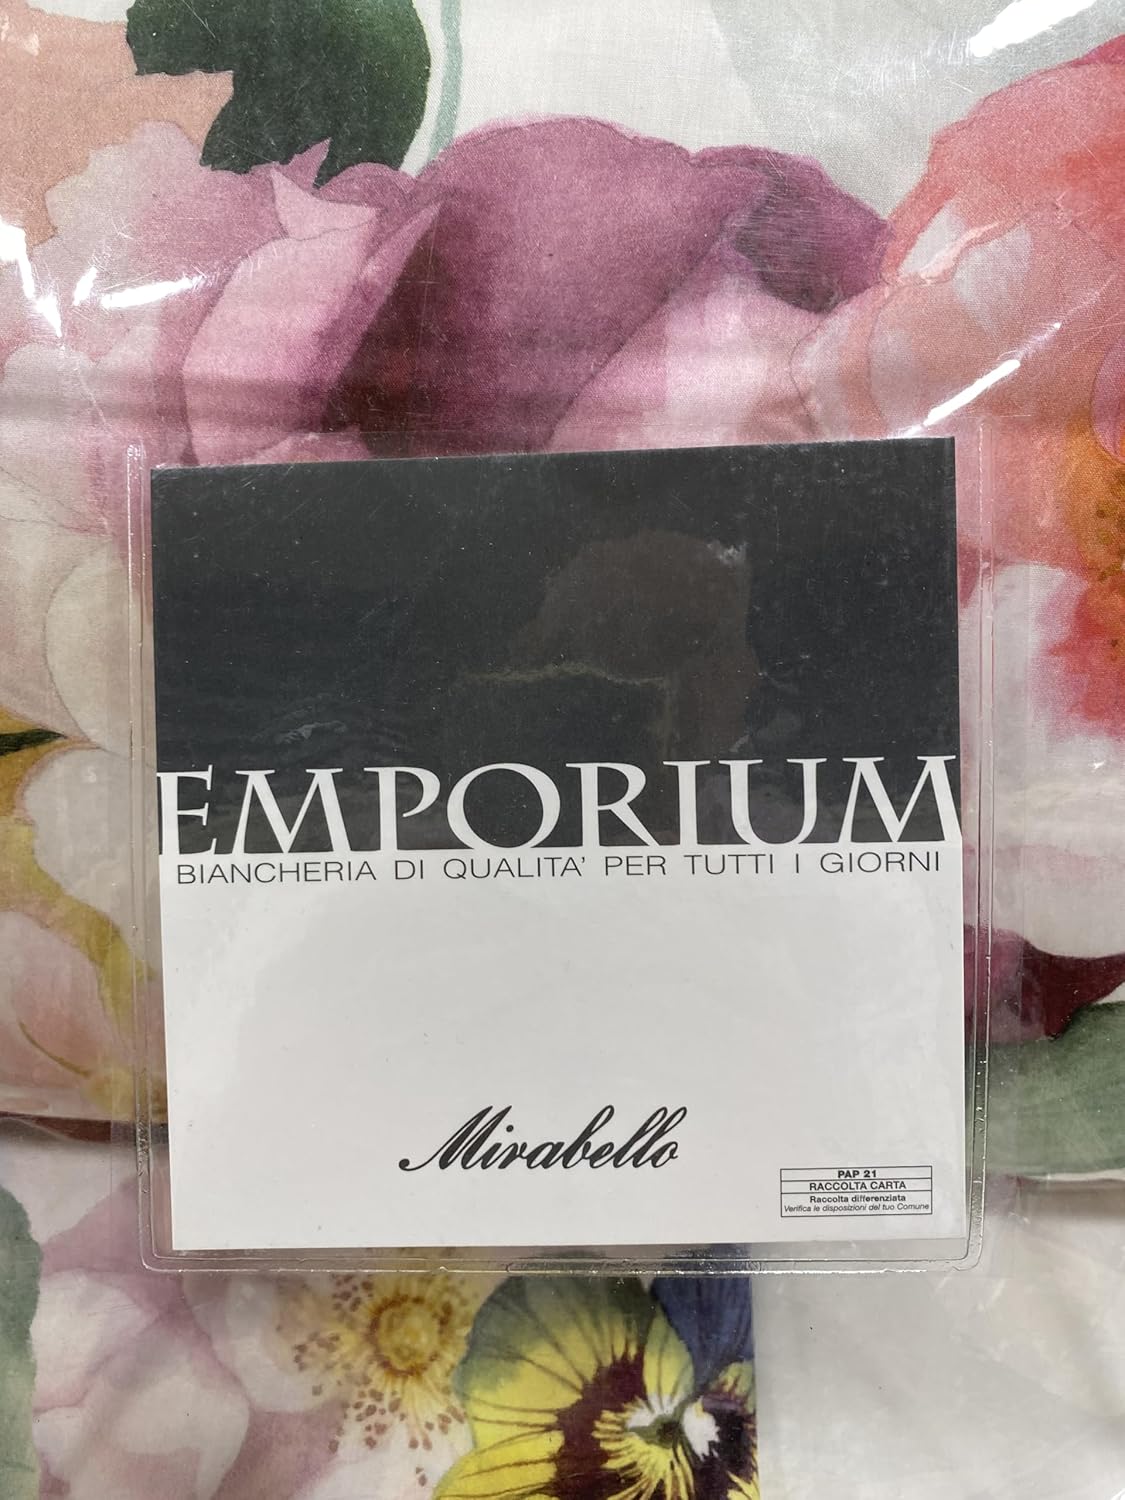 EMPORIUM
BIANCHERIA DI QUALITA' PER TUTTI I GIORNI
Mirabello
PAP 21
RACCOLTA CARTA
Raccolta differenziata
Verifica le disposizioni del tuo Comune